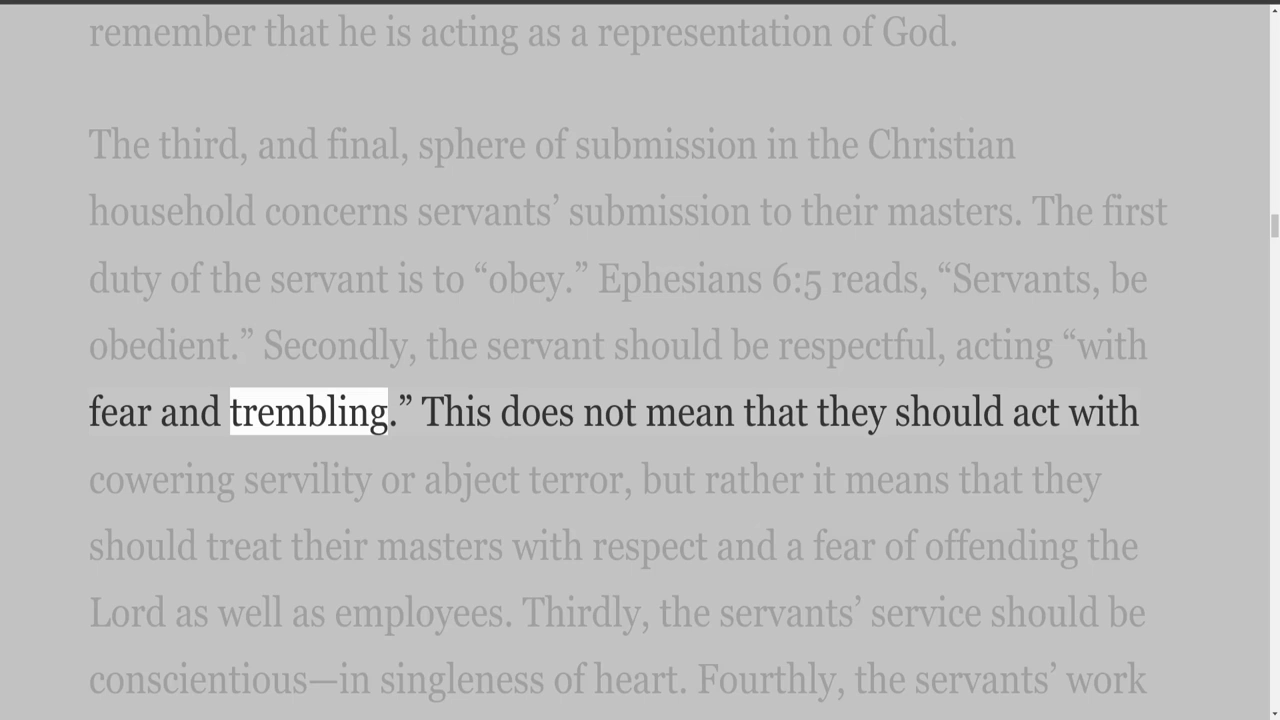 remember that he is acting as a representation of God.
The third, and final, sphere of submission in the Christian
household concerns servants’ submission to their masters. The first
duty of the servant is to “obey.” Ephesians 6:5 reads, “Servants, be
obedient.” Secondly, the servant should be respectful, acting “with
fear and trembling.” This does not mean that they should act with
cowering servility or abject terror, but rather it means that they
should treat their masters with respect and a fear of offending the
Lord as well as employees. Thirdly, the servants’ service should be
conscientious—in singleness of heart. Fourthly, the servants’ work